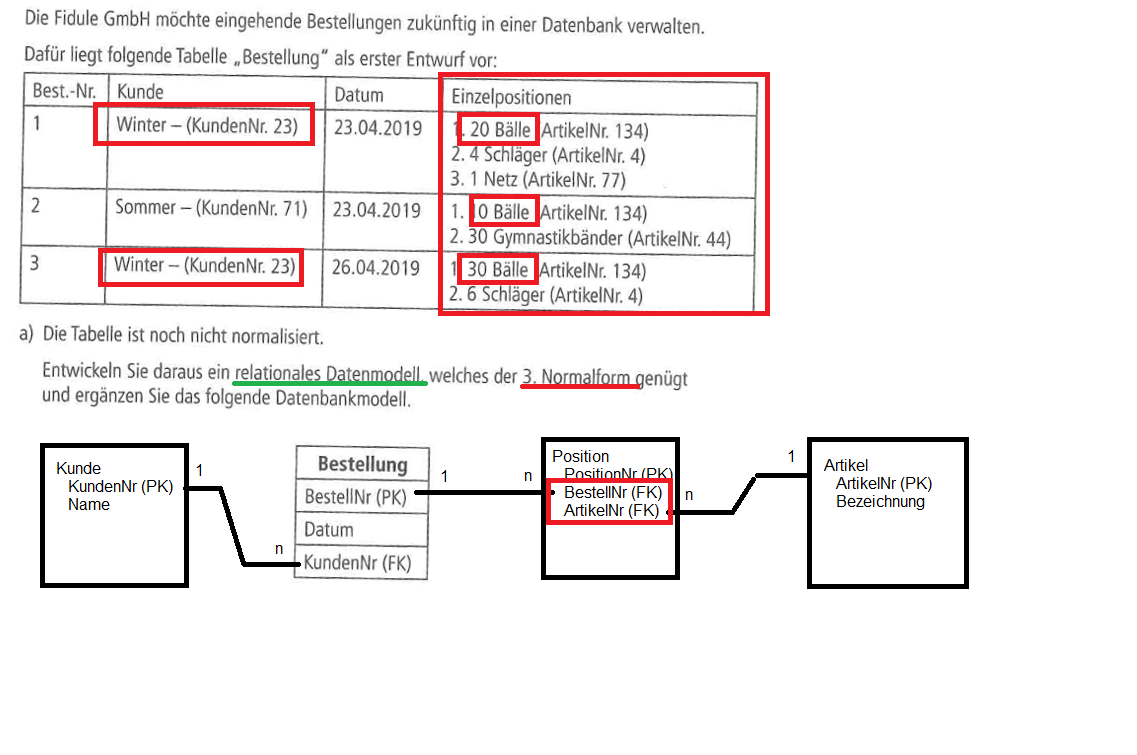 Die Fidule GmbH möchte eingehende Bestellungen zukünftig in einer Datenbank verwalten.
Dafür liegt folgende Tabelle „Bestellung“ als erster Entwurf vor:
Best.-Nr. Kunde Datum Einzelpositionen
1 Winter – (KundenNr. 23) 23.04.2019 1. 20 Bälle (ArtikelNr. 134)
2. 4 Schläger (ArtikelNr. 4)
3. 1 Netz (ArtikelNr. 77)
2 Sommer – (KundenNr. 71) 23.04.2019 1. 10 Bälle (ArtikelNr. 134)
2. 30 Gymnastikbänder (ArtikelNr. 44)
3 Winter – (KundenNr. 23) 26.04.2019 1. 30 Bälle (ArtikelNr. 134)
2. 6 Schläger (ArtikelNr. 4)
a) Die Tabelle ist noch nicht normalisiert.
Entwickeln Sie daraus ein relationales Datenmodell, welches der 3. Normalform genügt
und ergänzen Sie das folgende Datenbankmodell.
Kunde
KundenNr (PK)
Name
1
n
Bestellung
BestellNr (PK)
Datum
KundenNr (FK)
1
n
Position
PositionNr (PK)
BestellNr (FK)
ArtikelNr (FK)
n
1
Artikel
ArtikelNr (PK)
Bezeichnung